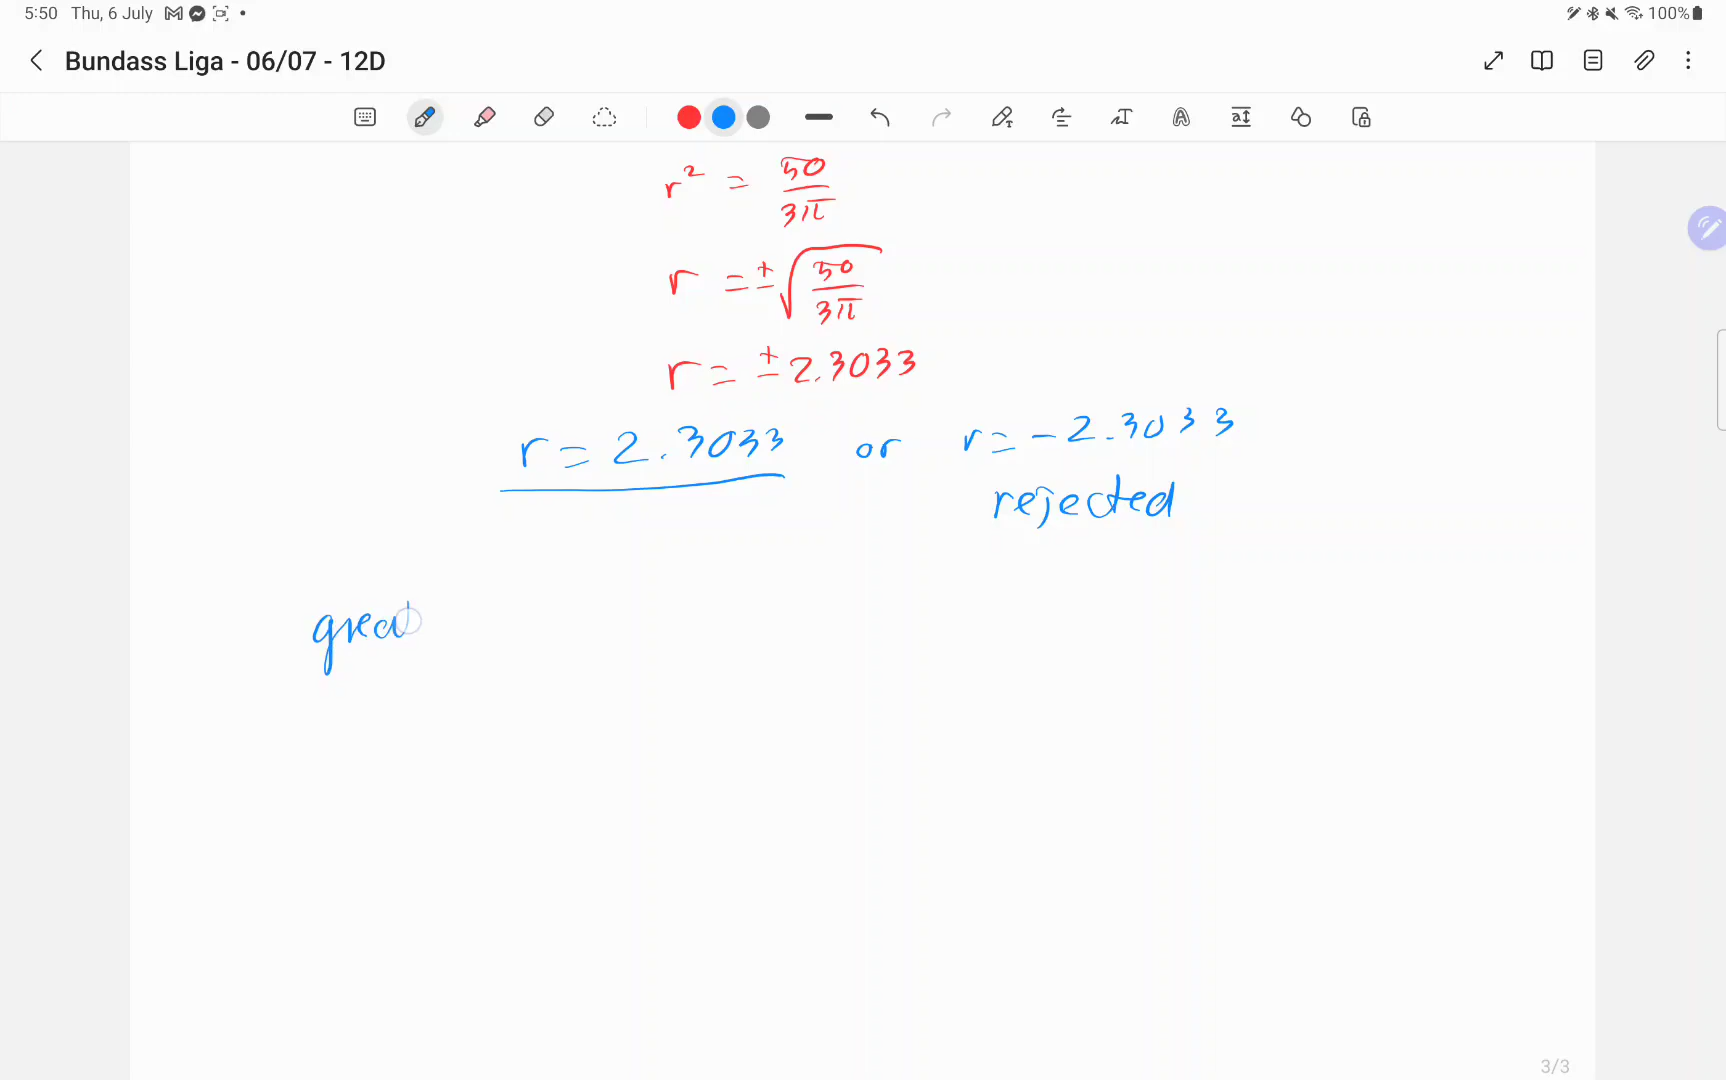 5:50 Thu, 6 July 100%
Bundass Liga - 06/07 - 12D
r² = 50/3π
r = ±√(50/3π)
r = ± 2.3033
r = 2.3033 or r = -2.3033
rejected
great
3/3